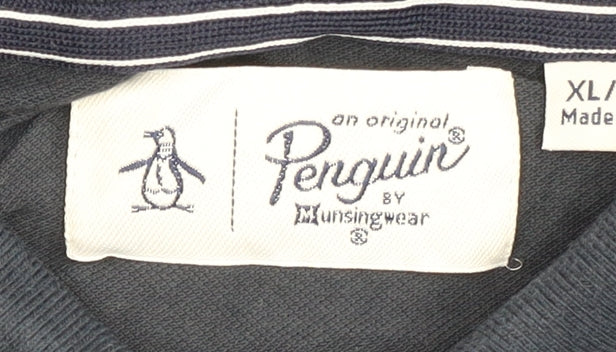 an original
Penguin®
BY
Munsingwear
®
XL/
Made